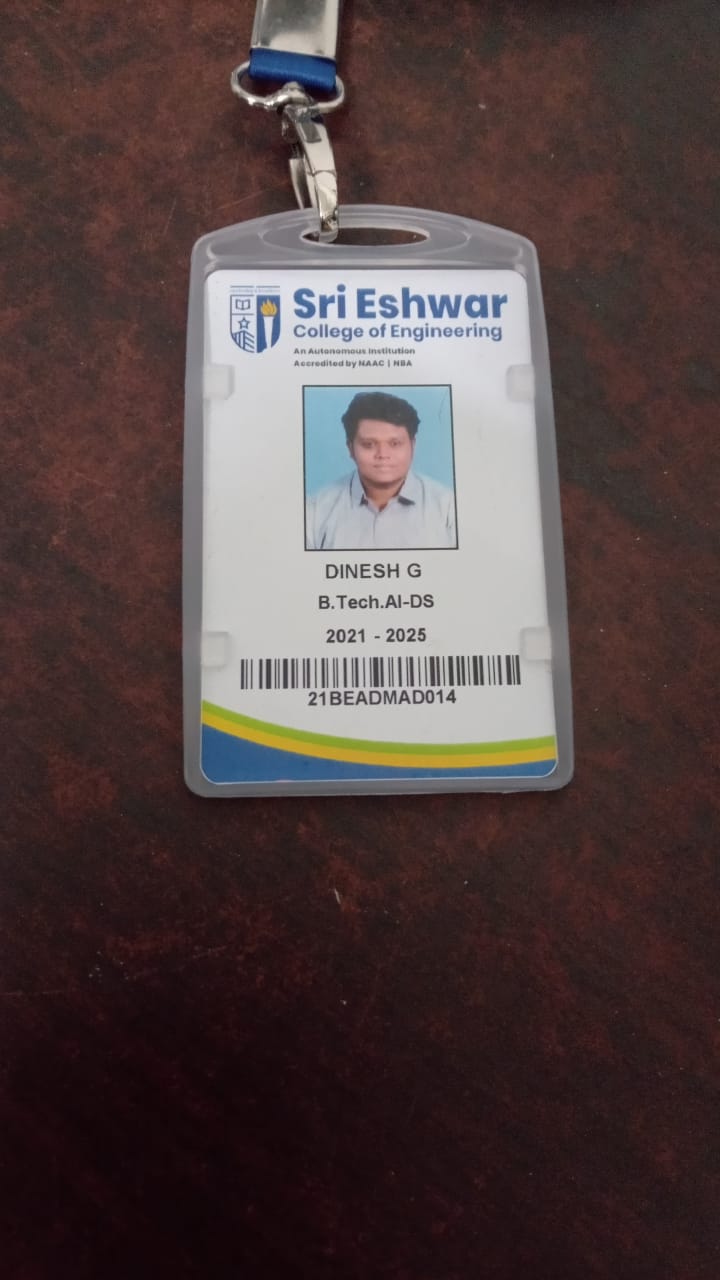 Sri Eshwar
College of Engineering
An Autonomous Institution
Accredited by NAAC | NBA
DINESH G
B.Tech.AI-DS
2021 - 2025
21BEADMAD014